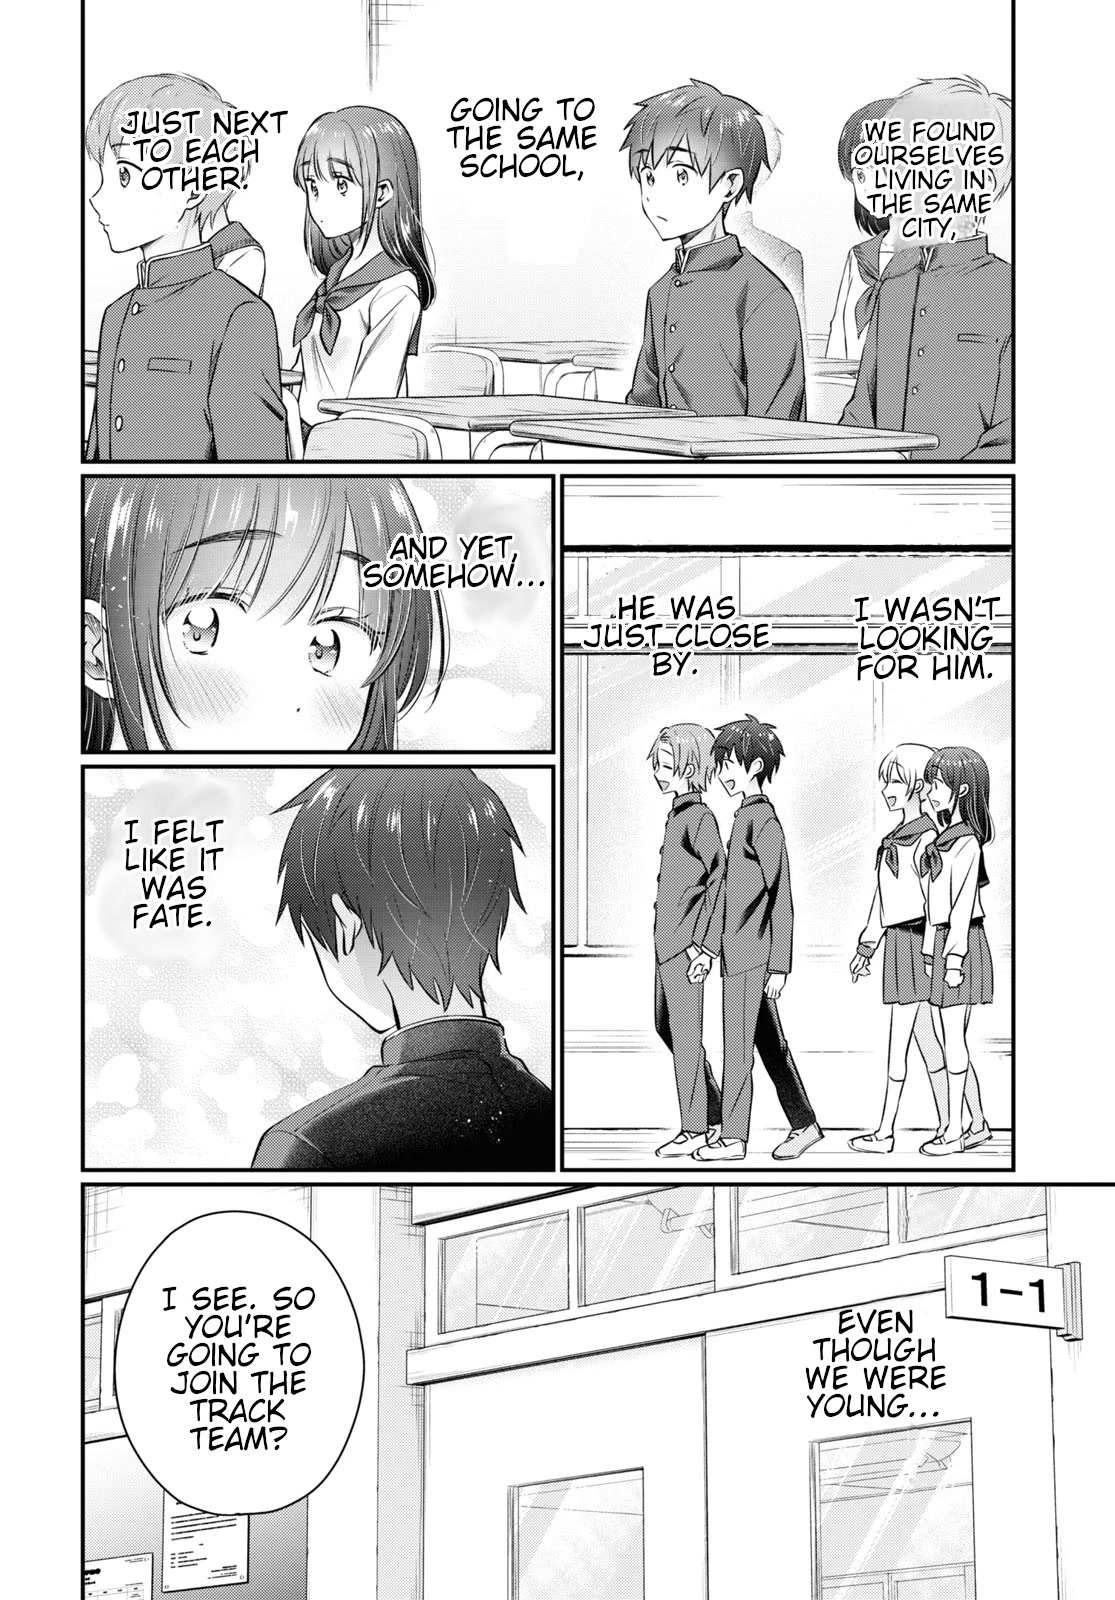 WE FOUND
OURSELVES
LIVING IN
THE SAME
CITY,
GOING TO
THE SAME
SCHOOL,
JUST NEXT
TO EACH
OTHER.
I WASN'T
LOOKING
FOR HIM.
HE WAS
JUST CLOSE
BY.
AND YET,
SOMEHOW...
I FELT
LIKE IT
WAS
FATE.
1-1
EVEN
THOUGH
WE WERE
YOUNG...
I SEE. SO
YOU'RE
GOING TO
JOIN THE
TRACK
TEAM?